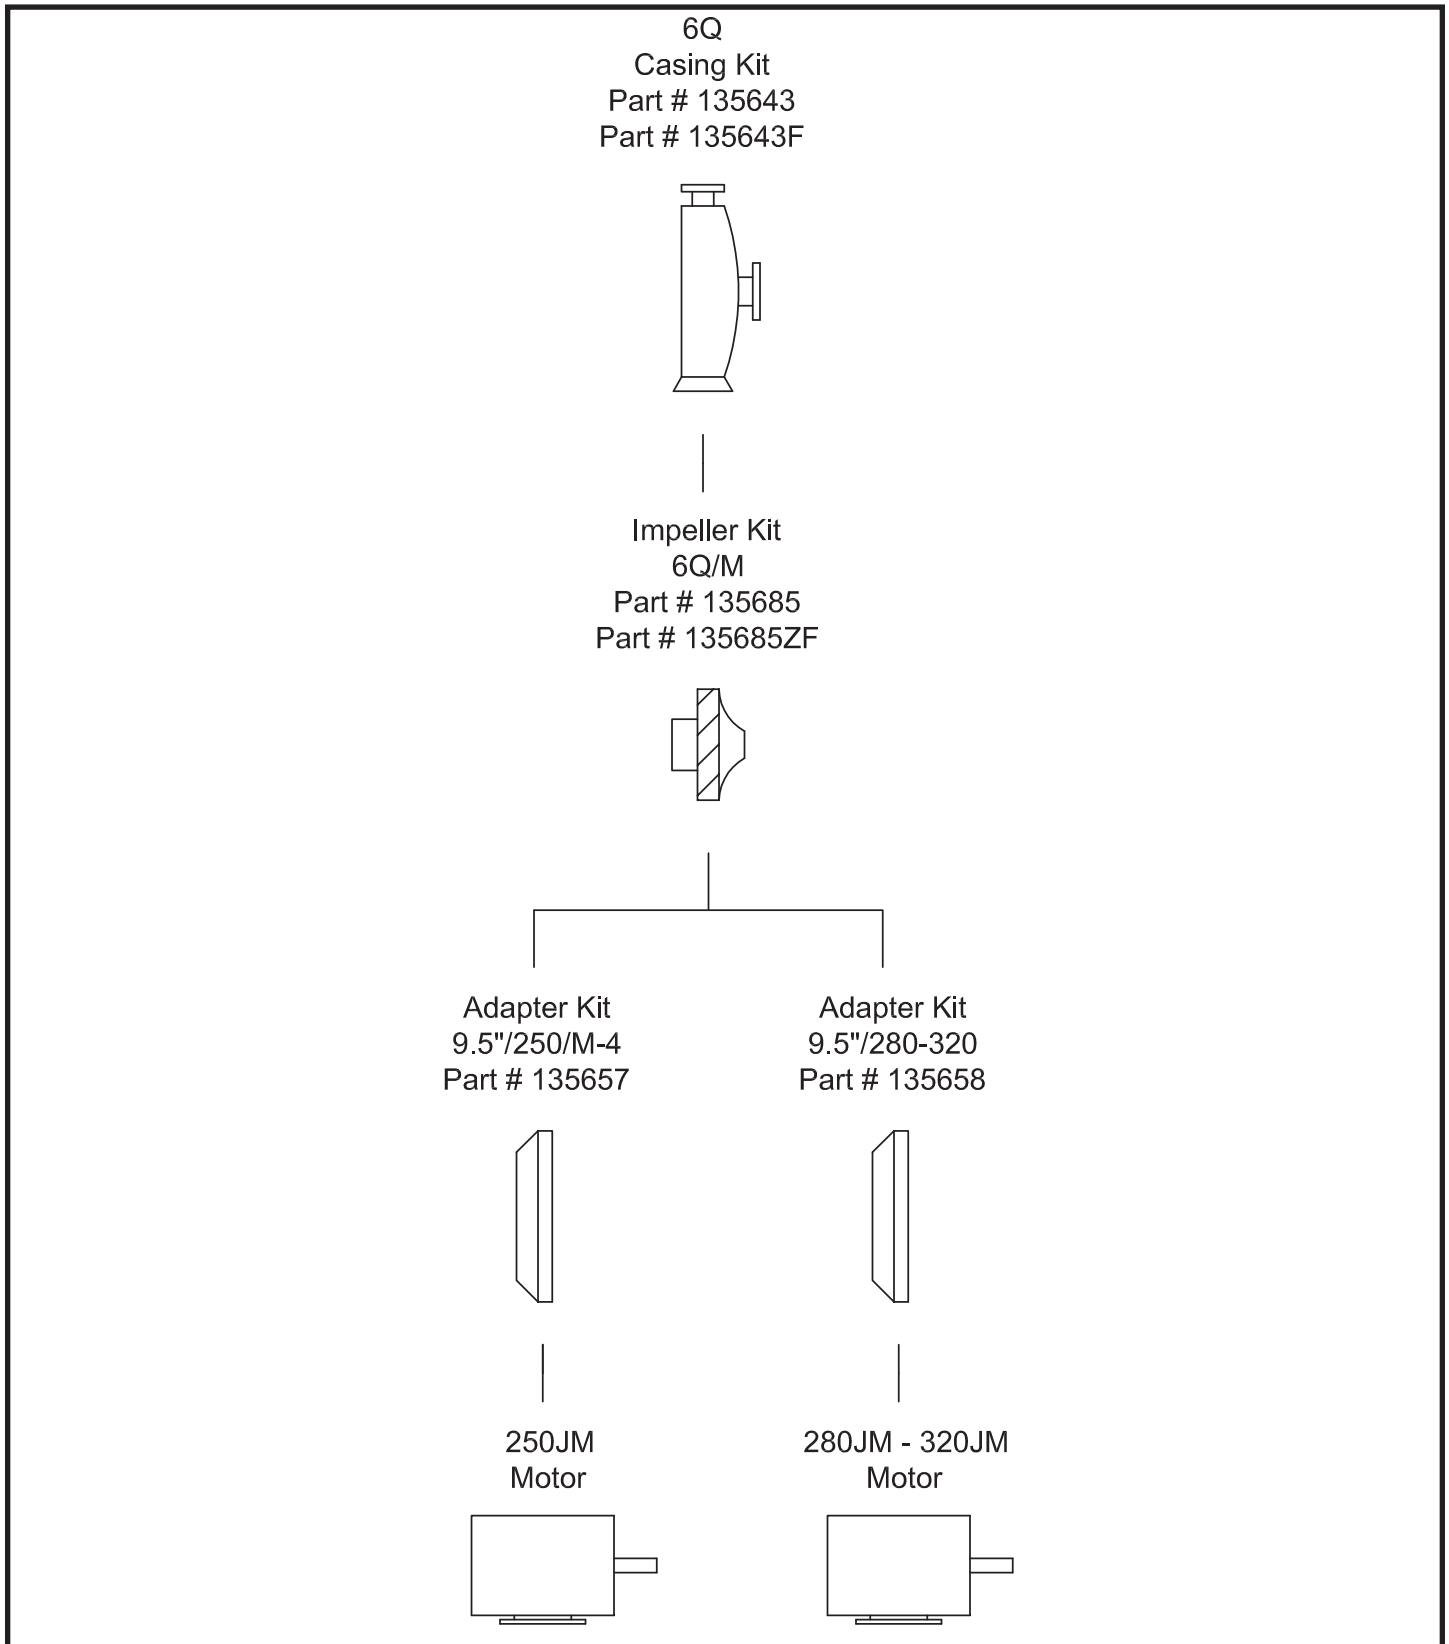 6Q
Casing Kit
Part # 135643
Part # 135643F
Impeller Kit
6Q/M
Part # 135685
Part # 135685ZF
Adapter Kit
9.5"/250/M-4
Part # 135657
Adapter Kit
9.5"/280-320
Part # 135658
250JM
Motor
280JM - 320JM
Motor